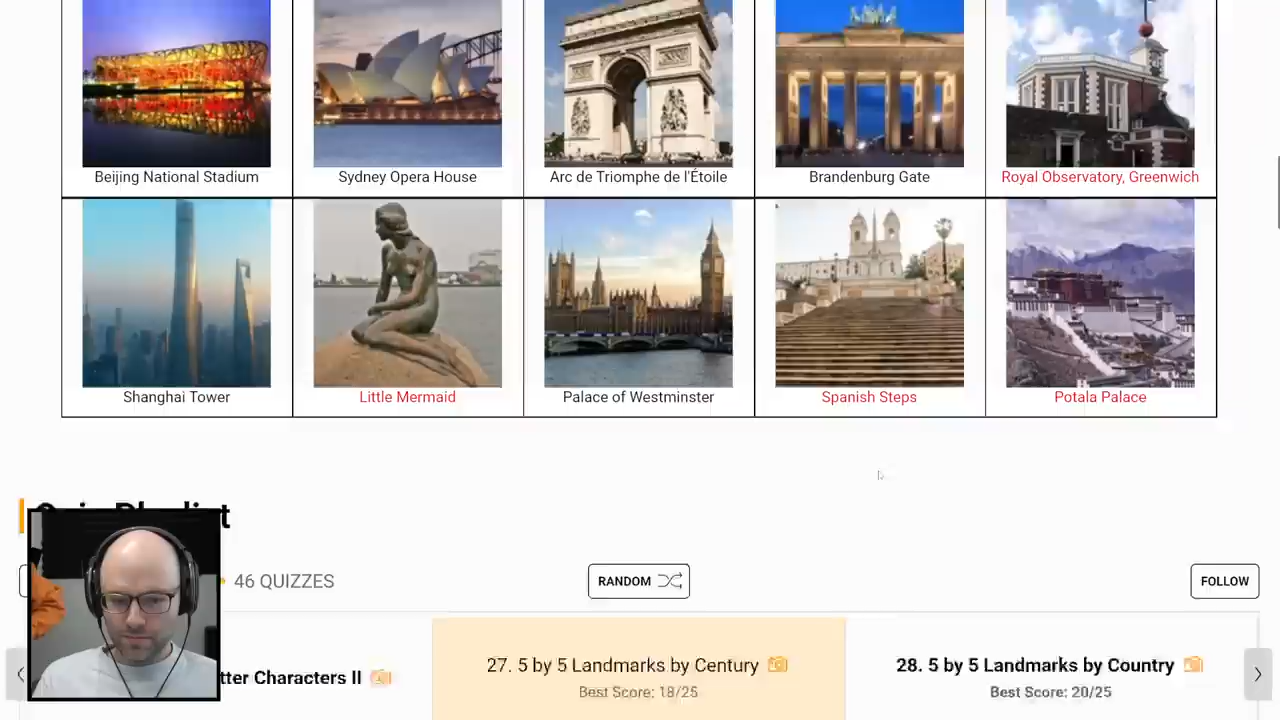 Beijing National Stadium
Sydney Opera House
Arc de Triomphe de l'Étoile
Brandenburg Gate
Royal Observatory, Greenwich
Shanghai Tower
Little Mermaid
Palace of Westminster
Spanish Steps
Potala Palace
46 QUIZZES
RANDOM
FOLLOW
tter Characters II
27. 5 by 5 Landmarks by Century
Best Score: 18/25
28. 5 by 5 Landmarks by Country
Best Score: 20/25